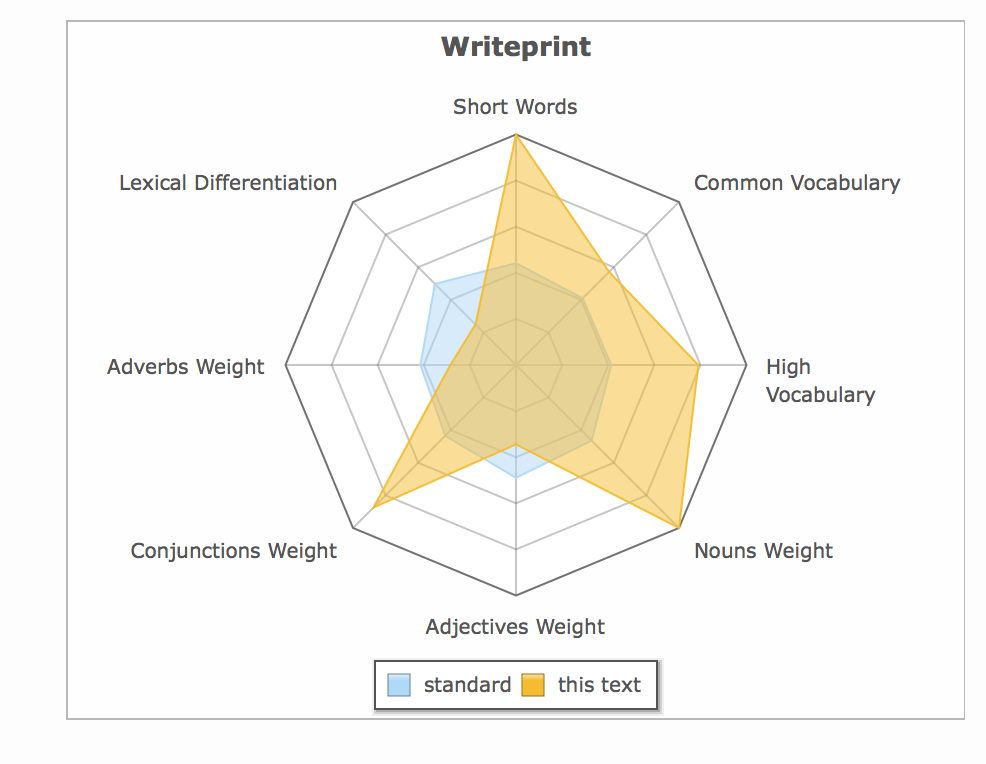 Writeprint
Short Words
Lexical Differentiation
Common Vocabulary
Adverbs Weight
High
Vocabulary
Conjunctions Weight
Nouns Weight
Adjectives Weight
standard
this text